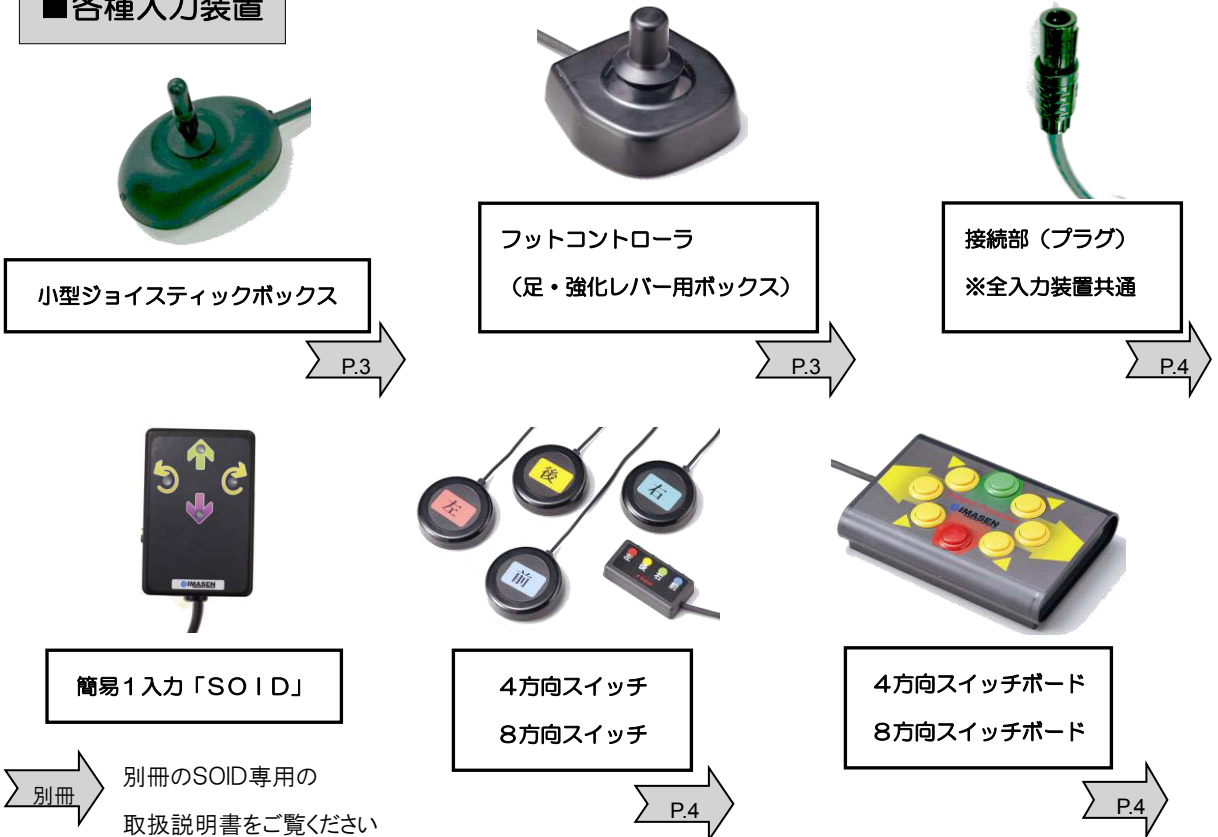 ■各種入力装置
小型ジョイスティックボックス
P.3
フットコントローラ
（足・強化レバー用ボックス）
P.3
接続部（プラグ）
※全入力装置共通
P.4
IMASEN
簡易１入力「ＳＯＩＤ」
別冊
別冊のSOID専用の
取扱説明書をご覧ください
左
後
右
前
左 後 右 前
４方向スイッチ
８方向スイッチ
P.4
IMASEN
４方向スイッチボード
８方向スイッチボード
P.4